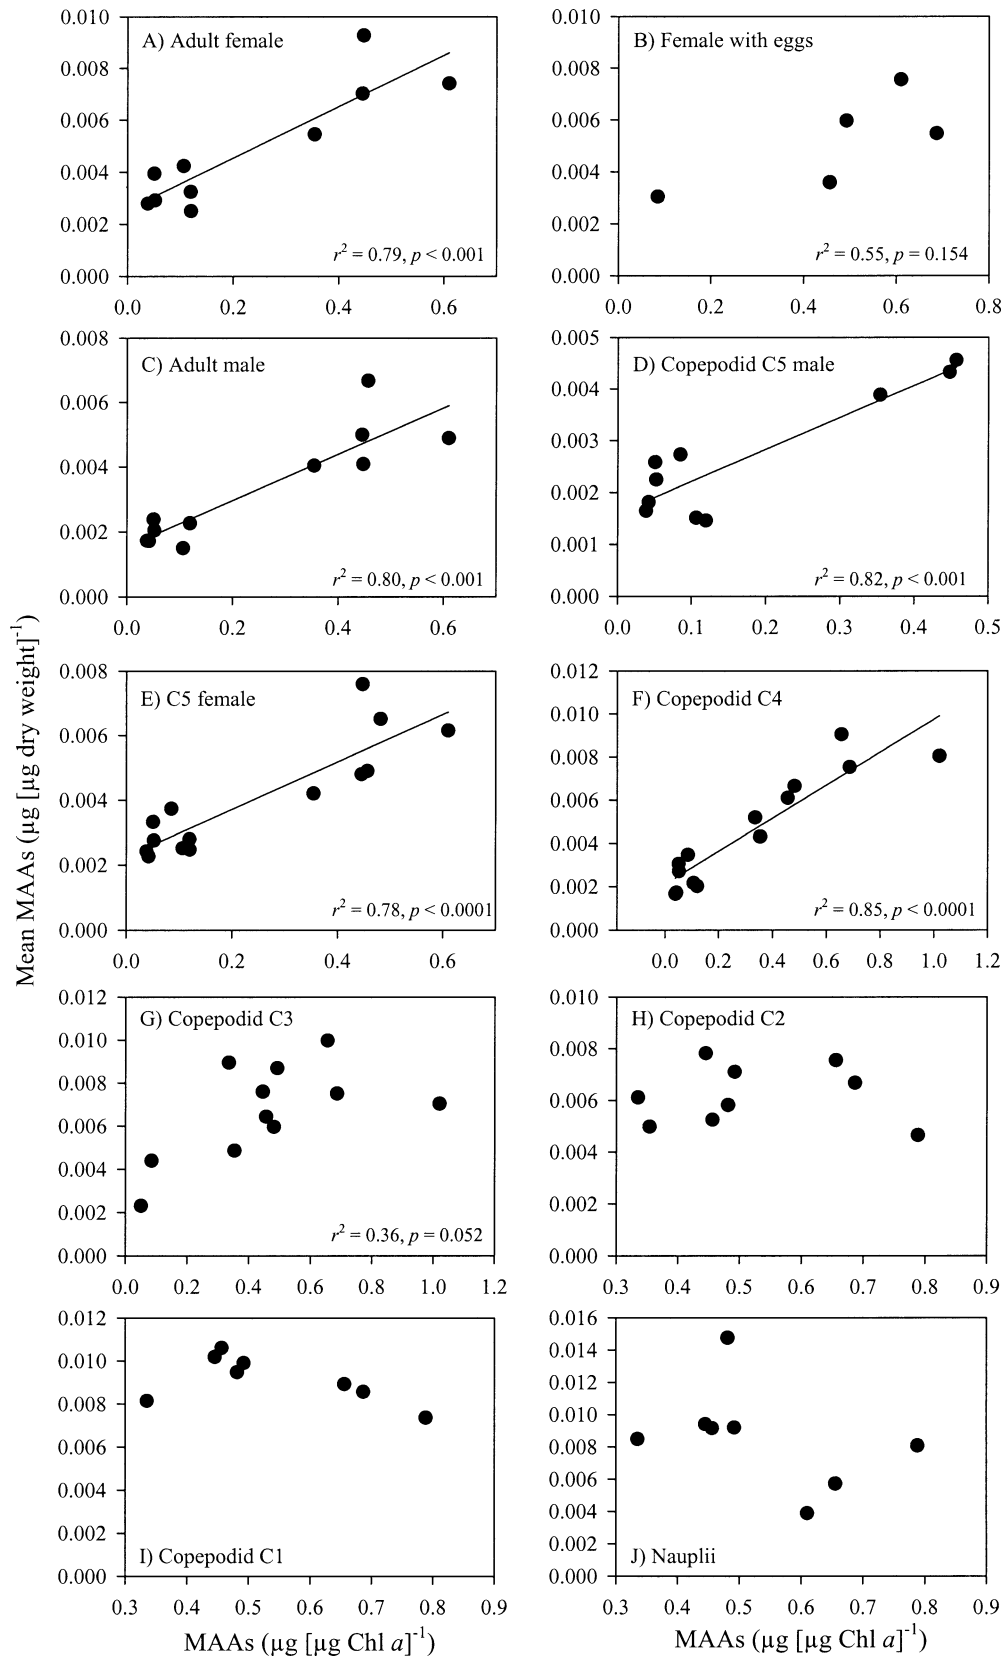 A) Adult female
0.010
0.008
0.006
0.004
0.002
0.000
r² = 0.79, p < 0.001
0.0 0.2 0.4 0.6
B) Female with eggs
0.010
0.008
0.006
0.004
0.002
0.000
r² = 0.55, p = 0.154
0.0 0.2 0.4 0.6 0.8
C) Adult male
0.008
0.006
0.004
0.002
0.000
r² = 0.80, p < 0.001
0.0 0.2 0.4 0.6
D) Copepodid C5 male
0.005
0.004
0.003
0.002
0.001
0.000
r² = 0.82, p < 0.001
0.0 0.1 0.2 0.3 0.4 0.5
Mean MAAs (µg [µg dry weight]⁻¹)
E) C5 female
0.008
0.006
0.004
0.002
0.000
r² = 0.78, p < 0.0001
0.0 0.2 0.4 0.6
F) Copepodid C4
0.012
0.010
0.008
0.006
0.004
0.002
0.000
r² = 0.85, p < 0.0001
0.0 0.2 0.4 0.6 0.8 1.0 1.2
G) Copepodid C3
0.012
0.010
0.008
0.006
0.004
0.002
0.000
r² = 0.36, p = 0.052
0.0 0.2 0.4 0.6 0.8 1.0 1.2
H) Copepodid C2
0.010
0.008
0.006
0.004
0.002
0.000
0.3 0.4 0.5 0.6 0.7 0.8 0.9
0.012
0.010
0.008
0.006
0.004
0.002
0.000
I) Copepodid C1
0.3 0.4 0.5 0.6 0.7 0.8 0.9
MAAs (µg [µg Chl a]⁻¹)
0.016
0.014
0.012
0.010
0.008
0.006
0.004
0.002
0.000
J) Nauplii
0.3 0.4 0.5 0.6 0.7 0.8 0.9
MAAs (µg [µg Chl a]⁻¹)